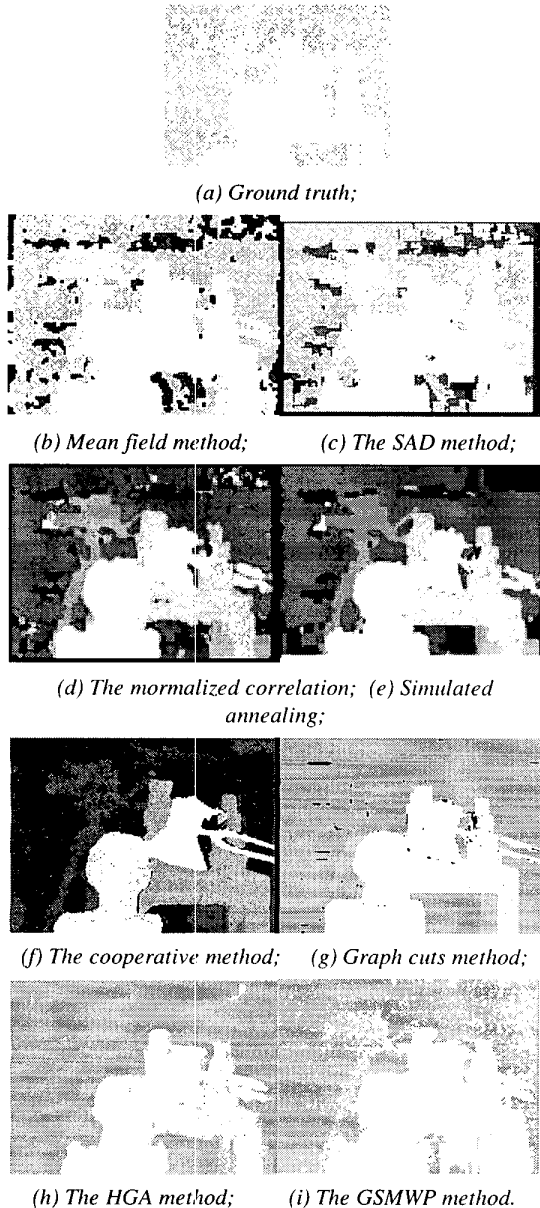 (a) Ground truth;
(b) Mean field method;
(c) The SAD method;
(d) The mormalized correlation; (e) Simulated
annealing;
(f) The cooperative method;
(g) Graph cuts method;
(h) The HGA method;
(i) The GSMWP method.